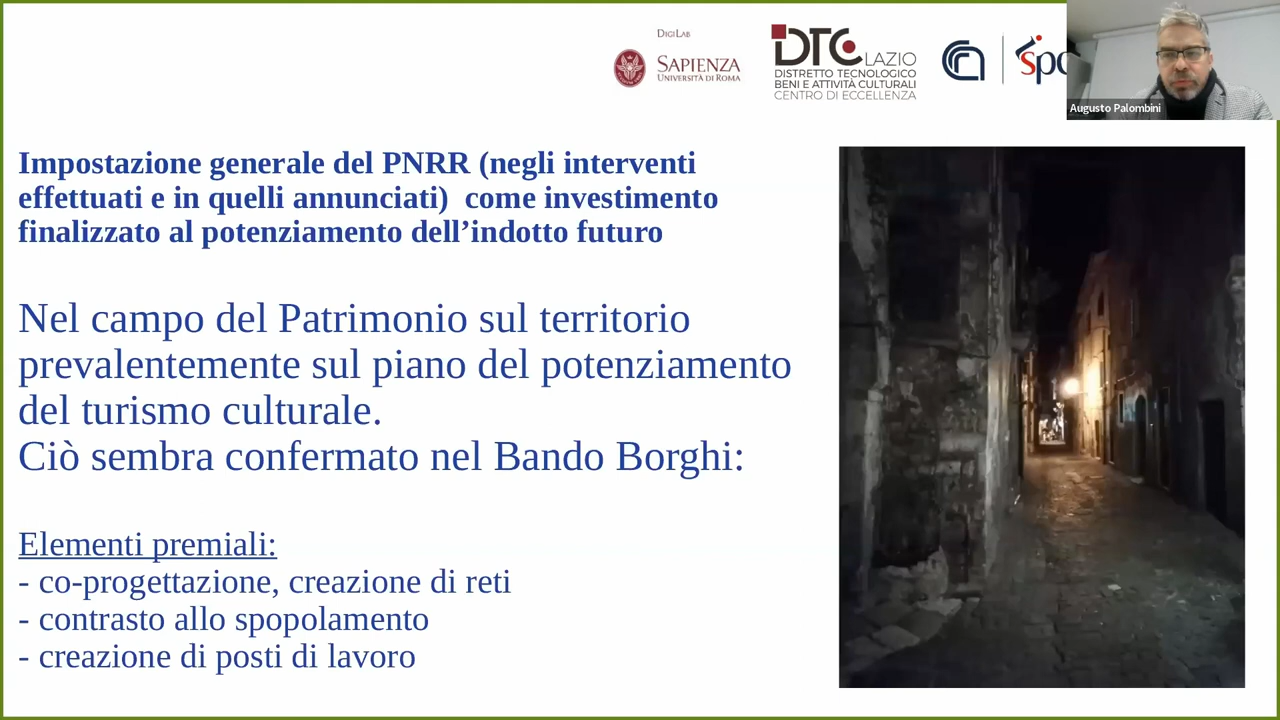 DIGILAB
SAPIENZA
UNIVERSITÀ DI ROMA
DTC LAZIO
DISTRETTO TECNOLOGICO
BENI E ATTIVITÀ CULTURALI
CENTRO DI ECCELLENZA
Augusto Palombini
Impostazione generale del PNRR (negli interventi
effettuati e in quelli annunciati) come investimento
finalizzato al potenziamento dell’indotto futuro
Nel campo del Patrimonio sul territorio
prevalentemente sul piano del potenziamento
del turismo culturale.
Ciò sembra confermato nel Bando Borghi:
Elementi premiali:
- co-progettazione, creazione di reti
- contrasto allo spopolamento
- creazione di posti di lavoro